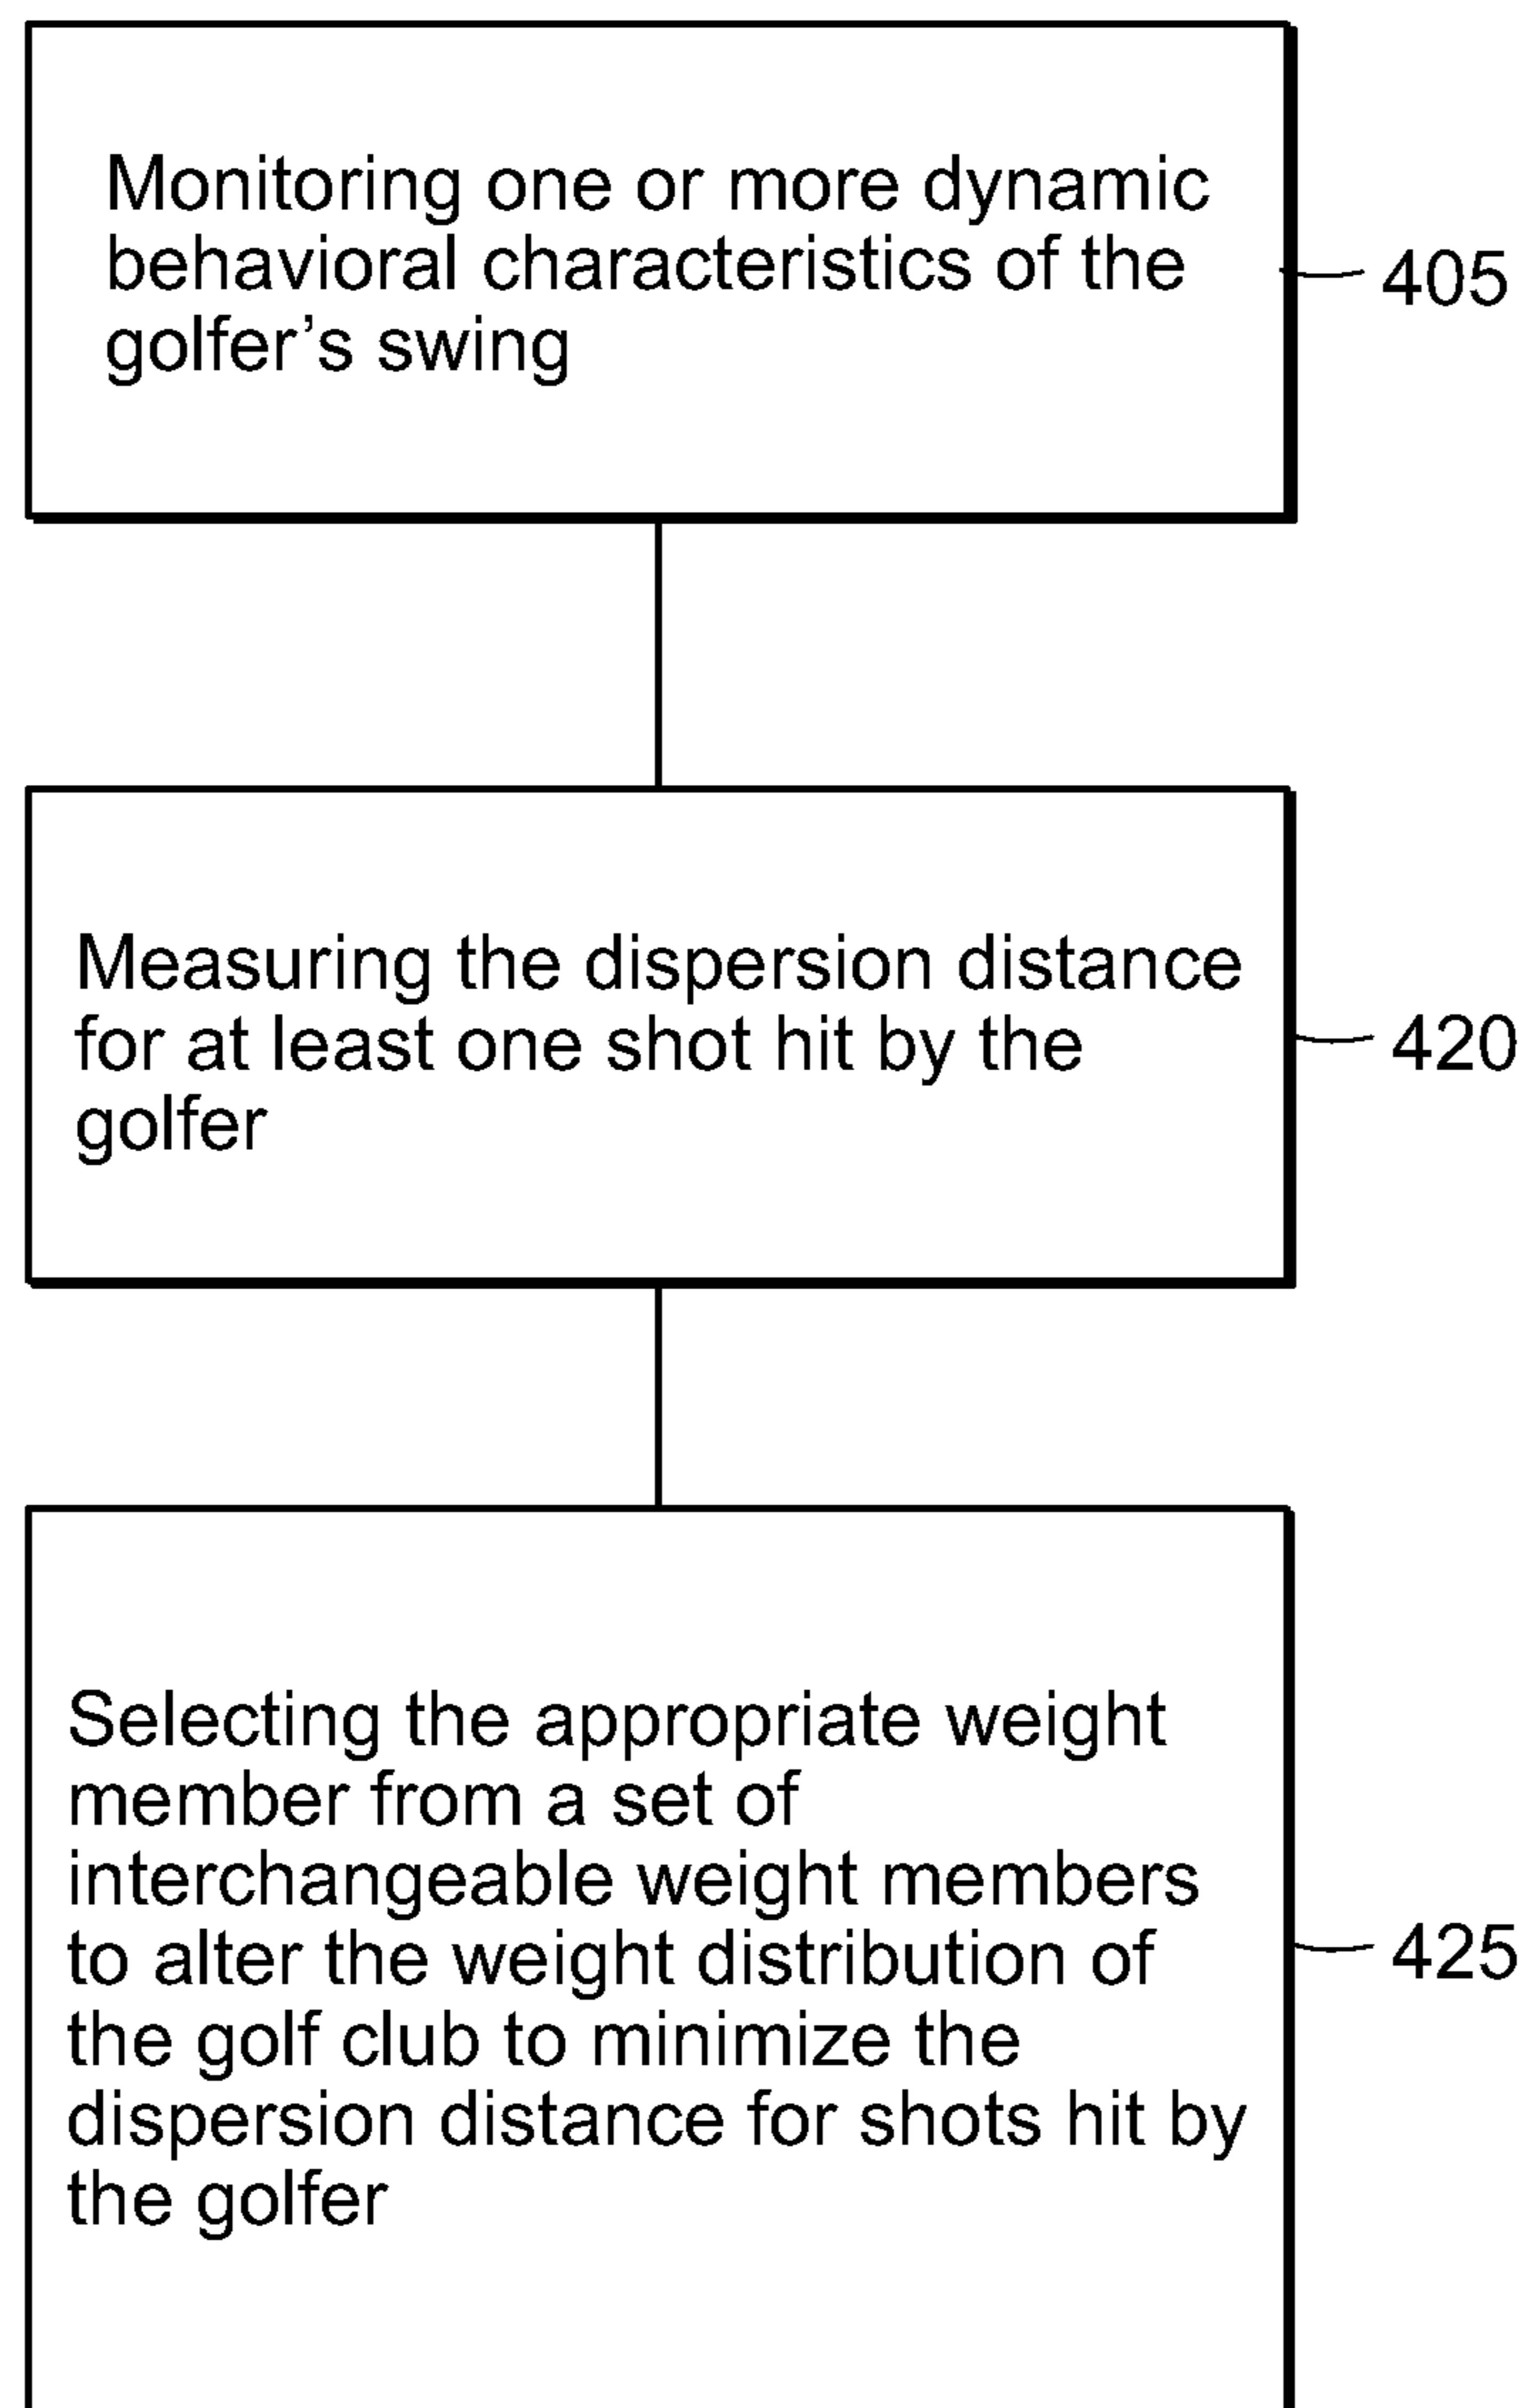 Monitoring one or more dynamic
behavioral characteristics of the
golfer’s swing
405
Measuring the dispersion distance
for at least one shot hit by the
golfer
420
Selecting the appropriate weight
member from a set of
interchangeable weight members
to alter the weight distribution of
the golf club to minimize the
dispersion distance for shots hit by
the golfer
425